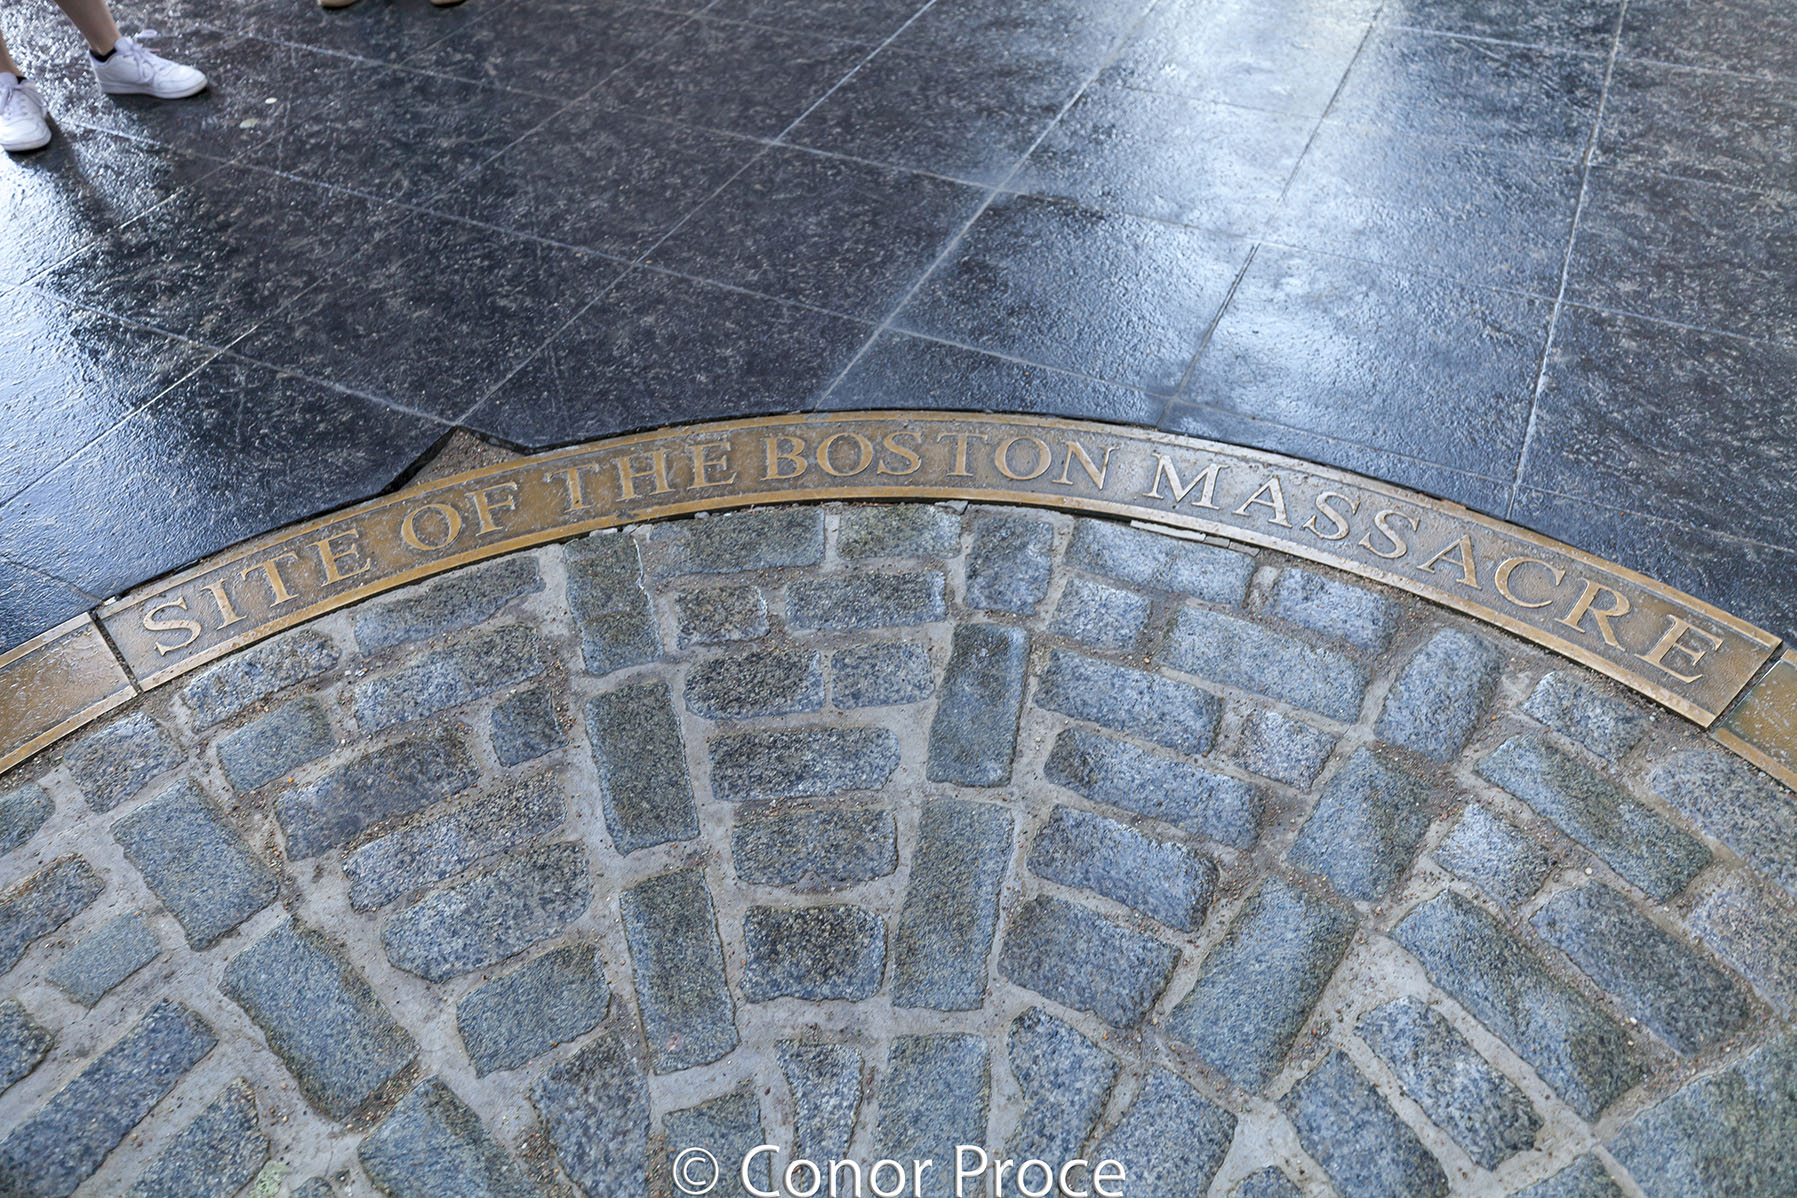 SITE OF THE BOSTON MASSACRE
© Conor Proce